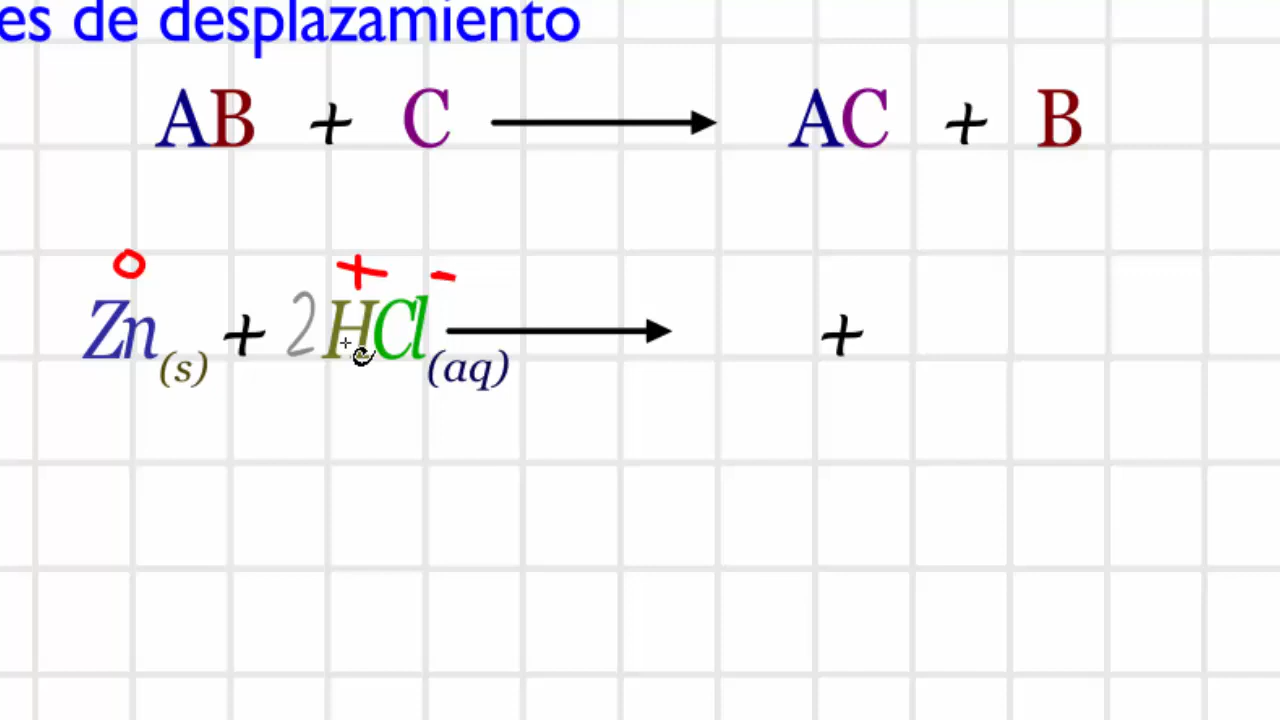 es de desplazamiento
AB + C → AC + B
0 + -
Zn(s) + 2HCl(aq) → +